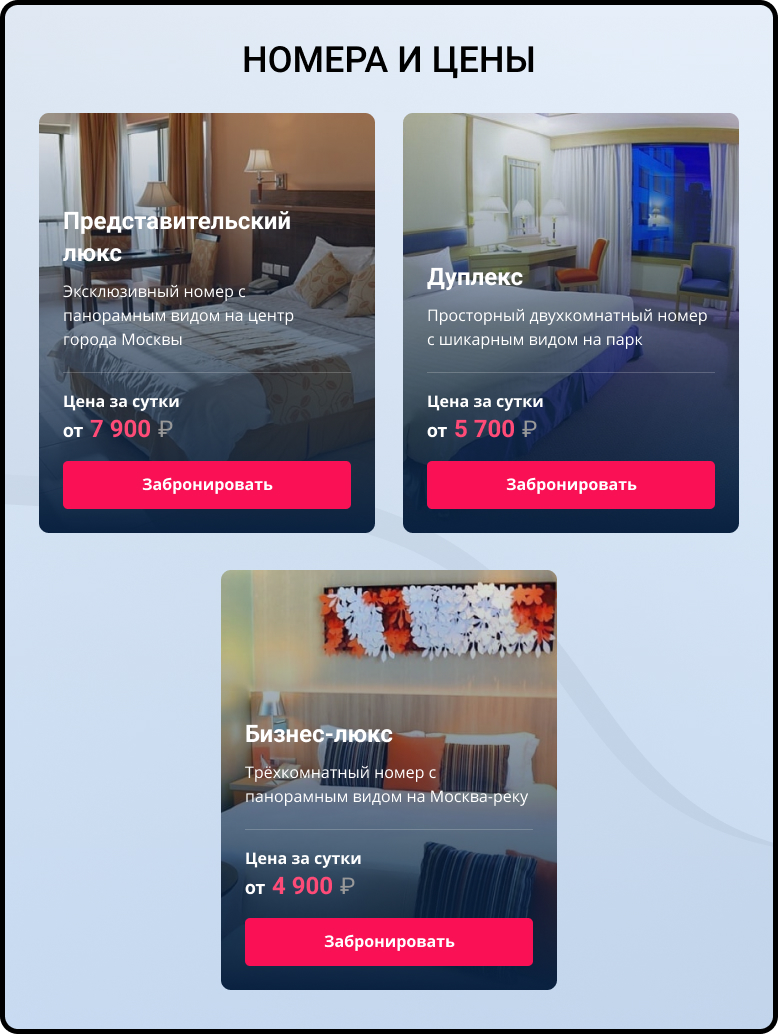 НОМЕРА И ЦЕНЫ
Представительский
люкс
Эксклюзивный номер с
панорамным видом на центр
города Москвы
Цена за сутки
от 7 900 ₽
Забронировать
Дуплекс
Просторный двухкомнатный номер
с шикарным видом на парк
Цена за сутки
от 5 700 ₽
Забронировать
Бизнес-люкс
Трёхкомнатный номер с
панорамным видом на Москва-реку
Цена за сутки
от 4 900 ₽
Забронировать